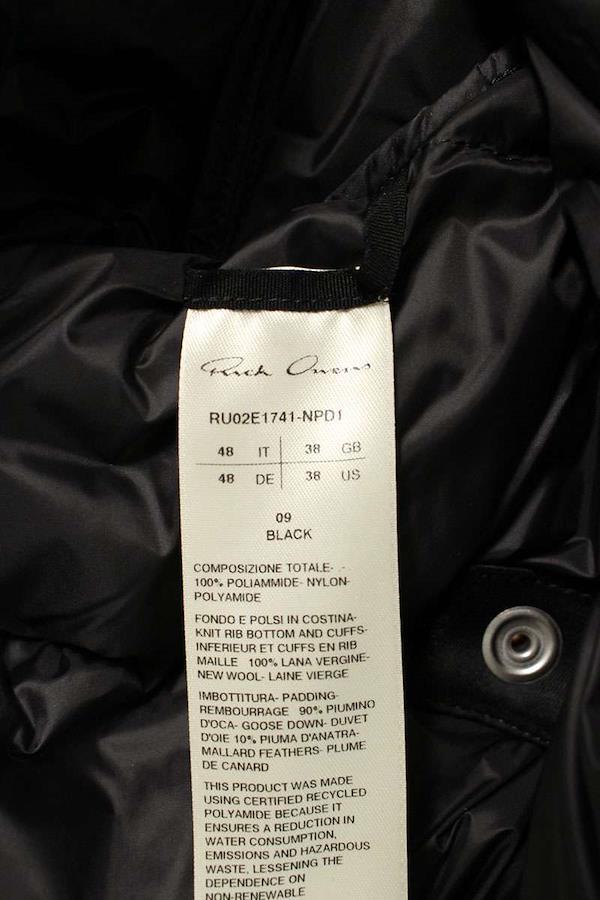 Rick Owens
RU02E1741-NPD1
48 IT 38 GB
48 DE 38 US
09
BLACK
COMPOSIZIONE TOTALE- .-
100% POLIAMMIDE- NYLON-
POLYAMIDE
FONDO E POLSI IN COSTINA-
KNIT RIB BOTTOM AND CUFFS-
INFERIEUR ET CUFFS EN RIB
MAILLE 100% LANA VERGINE-
NEW WOOL- LAINE VIERGE
IMBOTTITURA- PADDING-
REMBOURRAGE 90% PIUMINO
D'OCA- GOOSE DOWN- DUVET
D'OIE 10% PIUMA D'ANATRA-
MALLARD FEATHERS- PLUME
DE CANARD
THIS PRODUCT WAS MADE
USING CERTIFIED RECYCLED
POLYAMIDE BECAUSE IT
ENSURES A REDUCTION IN
WATER CONSUMPTION,
EMISSIONS AND HAZARDOUS
WASTE, LESSENING THE
DEPENDENCE ON
NON-RENEWABLE